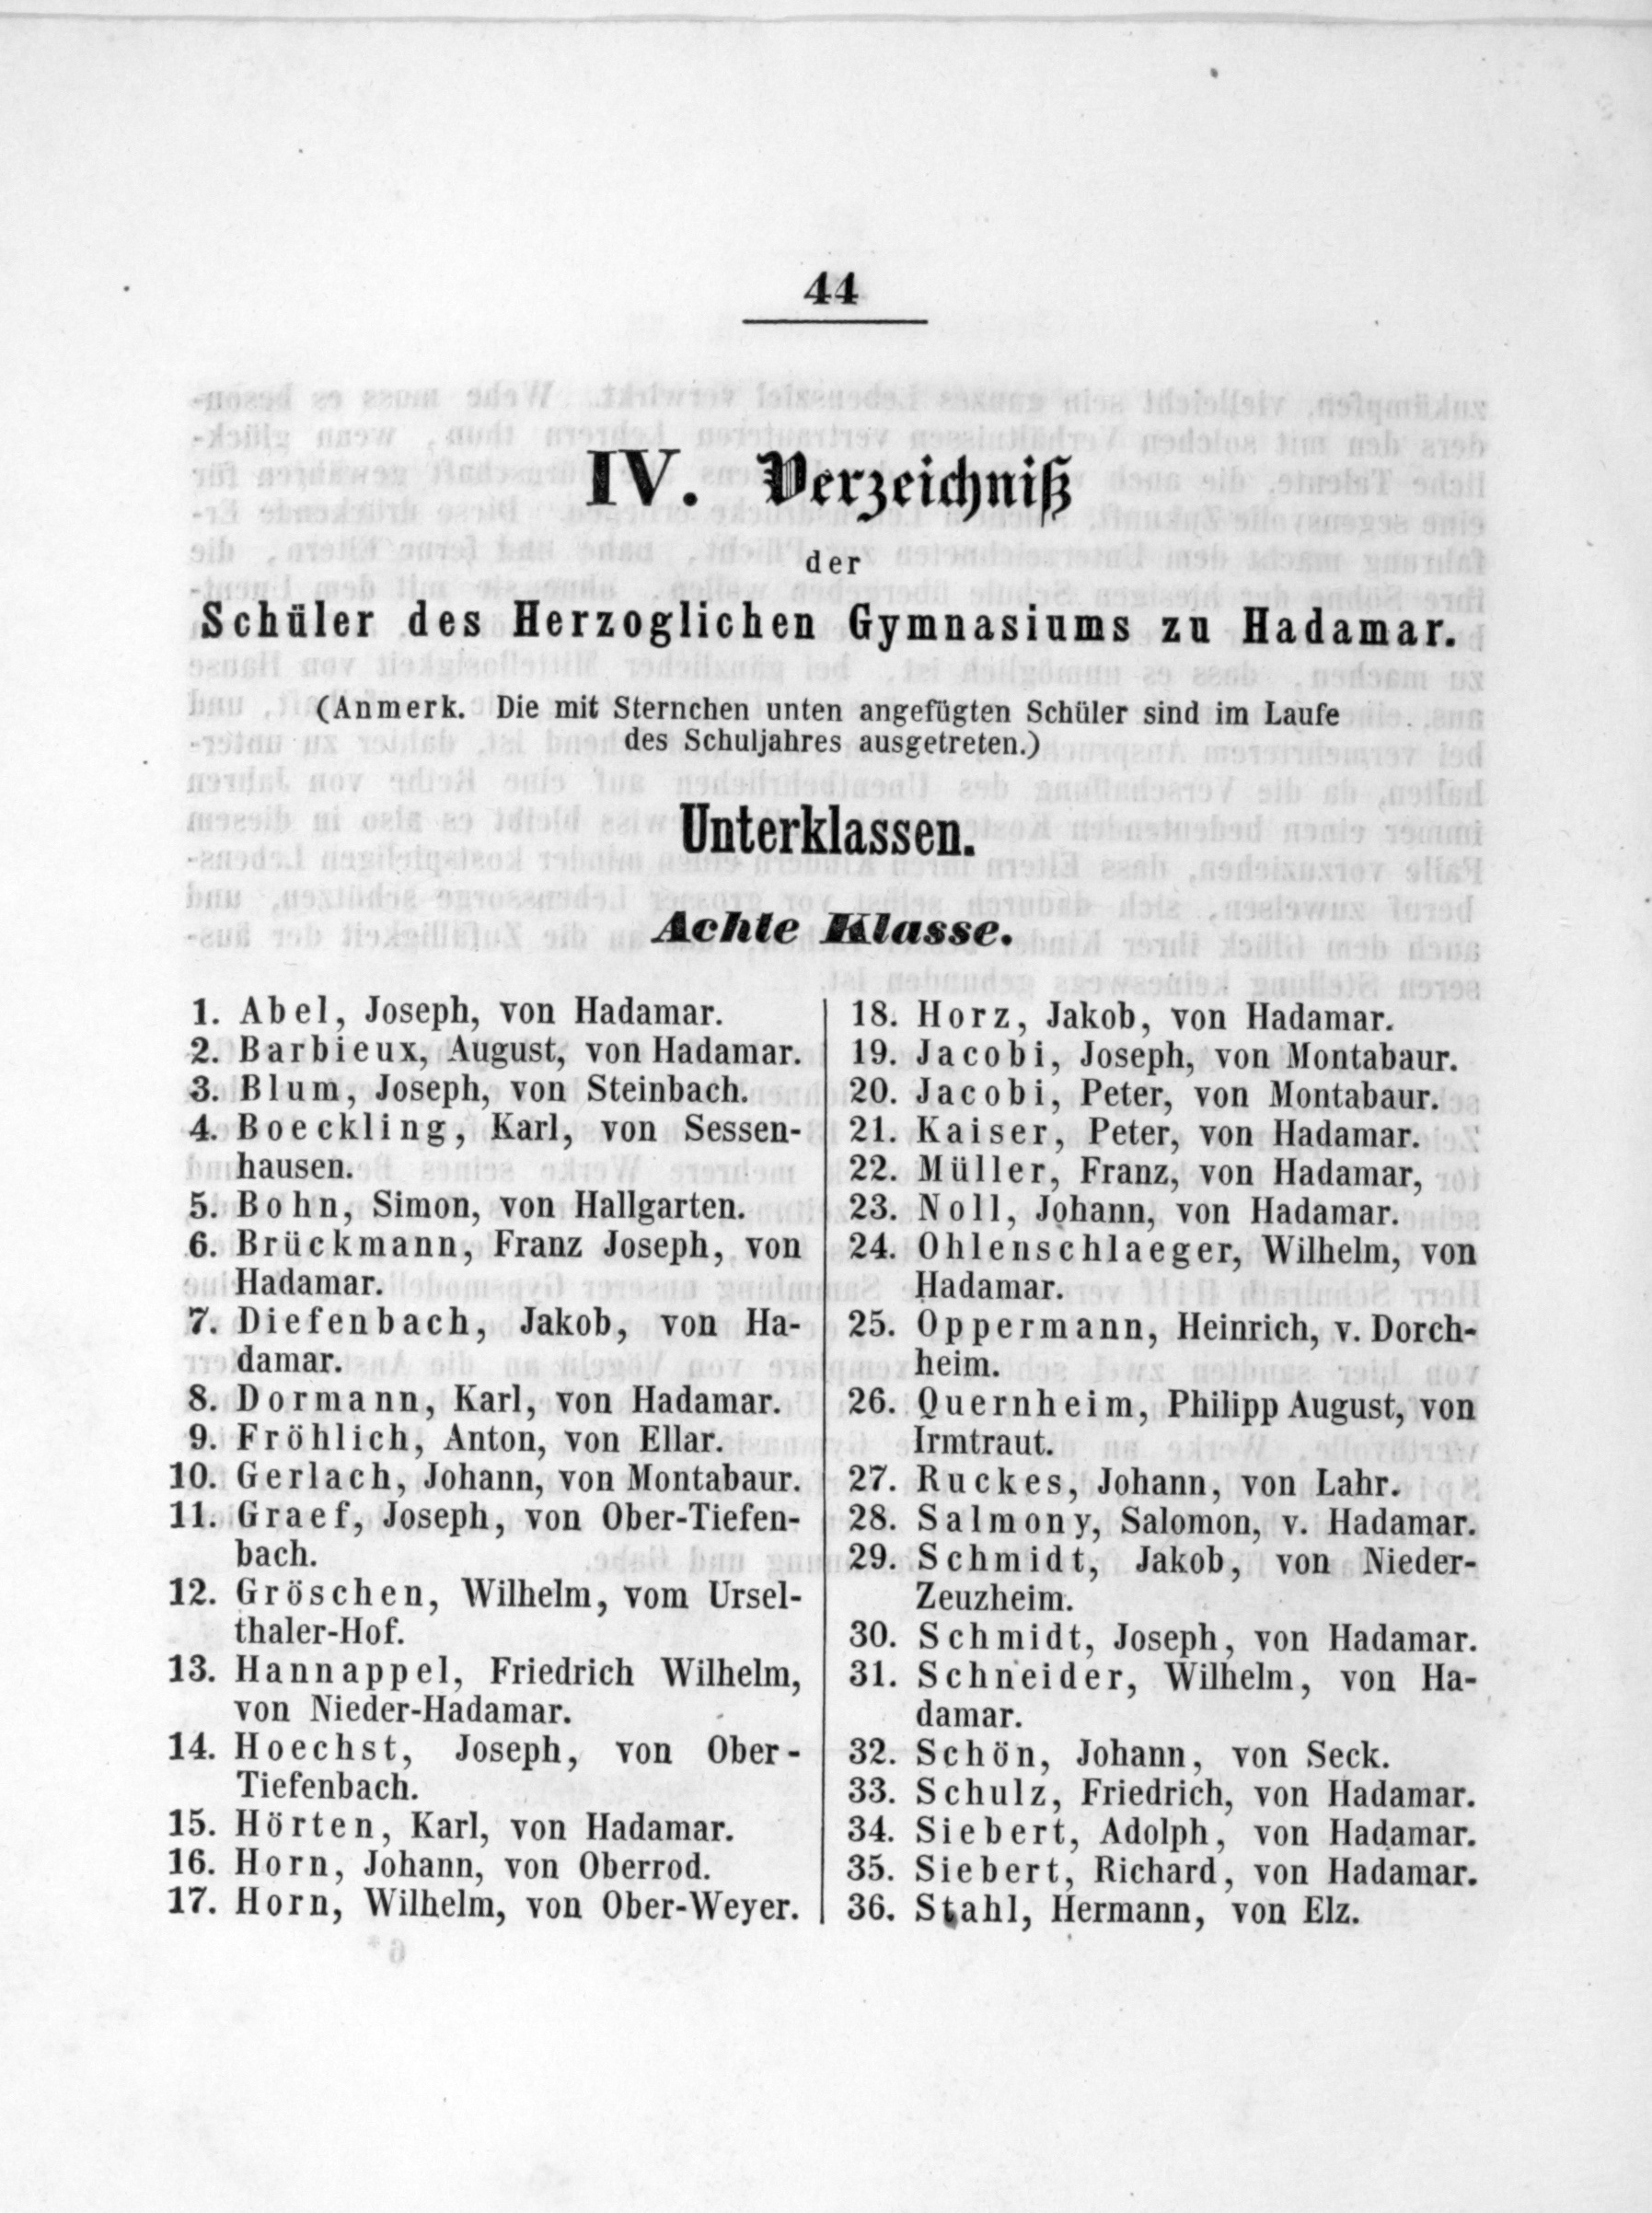 44
IV. Verzeichniß
der
Schüler des Herzoglichen Gymnasiums zu Hadamar.
(Anmerk. Die mit Sternchen unten angefügten Schüler sind im Laufe
des Schuljahres ausgetreten.)
Unterklassen.
Achte Klasse.
1. Abel, Joseph, von Hadamar.
2. Barbieux, August, von Hadamar.
3. Blum, Joseph, von Steinbach.
4. Boeckling, Karl, von Sessen-
hausen.
5. Bohn, Simon, von Hallgarten.
6. Brückmann, Franz Joseph, von
Hadamar.
7. Diefenbach, Jakob, von Ha-
damar.
8. Dormann, Karl, von Hadamar.
9. Fröhlich, Anton, von Ellar.
10. Gerlach, Johann, von Montabaur.
11. Graef, Joseph, von Ober-Tiefen-
bach.
12. Gröschen, Wilhelm, vom Ursel-
thaler-Hof.
13. Hannappel, Friedrich Wilhelm,
von Nieder-Hadamar.
14. Hoechst, Joseph, von Ober-
Tiefenbach.
15. Hörten, Karl, von Hadamar.
16. Horn, Johann, von Oberrod.
17. Horn, Wilhelm, von Ober-Weyer.
18. Horz, Jakob, von Hadamar.
19. Jacobi, Joseph, von Montabaur.
20. Jacobi, Peter, von Montabaur.
21. Kaiser, Peter, von Hadamar.
22. Müller, Franz, von Hadamar,
23. Noll, Johann, von Hadamar.
24. Ohlenschlaeger, Wilhelm, von
Hadamar.
25. Oppermann, Heinrich, v. Dorch-
heim.
26. Quernheim, Philipp August, von
Irmtraut.
27. Ruckes, Johann, von Lahr.
28. Salmony, Salomon, v. Hadamar.
29. Schmidt, Jakob, von Nieder-
Zeuzheim.
30. Schmidt, Joseph, von Hadamar.
31. Schneider, Wilhelm, von Ha-
damar.
32. Schön, Johann, von Seck.
33. Schulz, Friedrich, von Hadamar.
34. Siebert, Adolph, von Hadamar.
35. Siebert, Richard, von Hadamar.
36. Stahl, Hermann, von Elz.